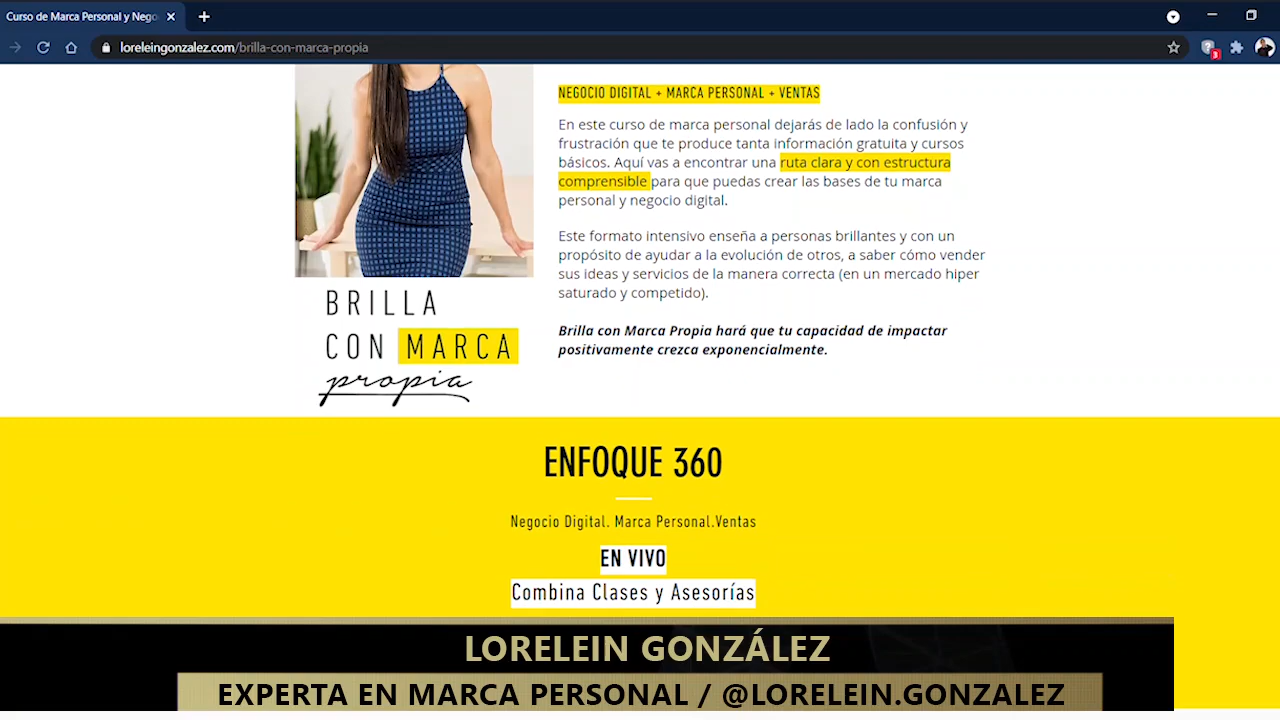 Curso de Marca Personal y Nego
loreleingonzalez.com/brilla-con-marca-propia
3
NEGOCIO DIGITAL + MARCA PERSONAL + VENTAS
En este curso de marca personal dejarás de lado la confusión y
frustración que te produce tanta información gratuita y cursos
básicos. Aquí vas a encontrar una ruta clara y con estructura
comprensible para que puedas crear las bases de tu marca
personal y negocio digital.
Este formato intensivo enseña a personas brillantes y con un
propósito de ayudar a la evolución de otros, a saber cómo vender
sus ideas y servicios de la manera correcta (en un mercado hiper
saturado y competido).
Brilla con Marca Propia hará que tu capacidad de impactar
positivamente crezca exponencialmente.
BRILLA
CON MARCA
propia
ENFOQUE 360
Negocio Digital. Marca Personal.Ventas
EN VIVO
Combina Clases y Asesorías
LORELEIN GONZÁLEZ
EXPERTA EN MARCA PERSONAL / @LORELEIN.GONZALEZ